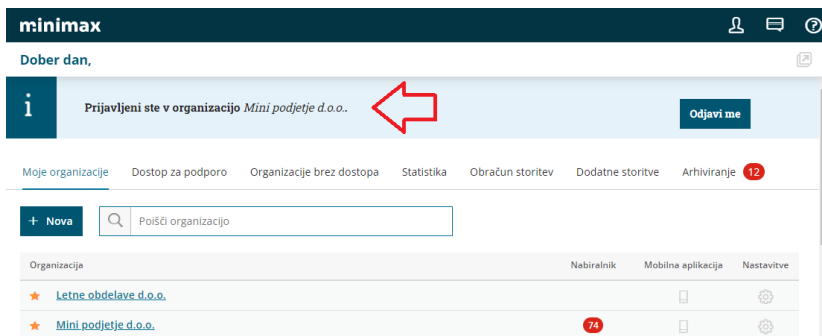 minimax
Dober dan,
i
Prijavljeni ste v organizacijo Mini podjetje d.o.o..
Odjavi me
Moje organizacije Dostop za podporo Organizacije brez dostopa Statistika Obračun storitev Dodatne storitve Arhiviranje 12
+ Nova
Poišči organizacijo
Organizacija Nabiralnik Mobilna aplikacija Nastavitve
Letne obdelave d.o.o.
Mini podjetje d.o.o. 74